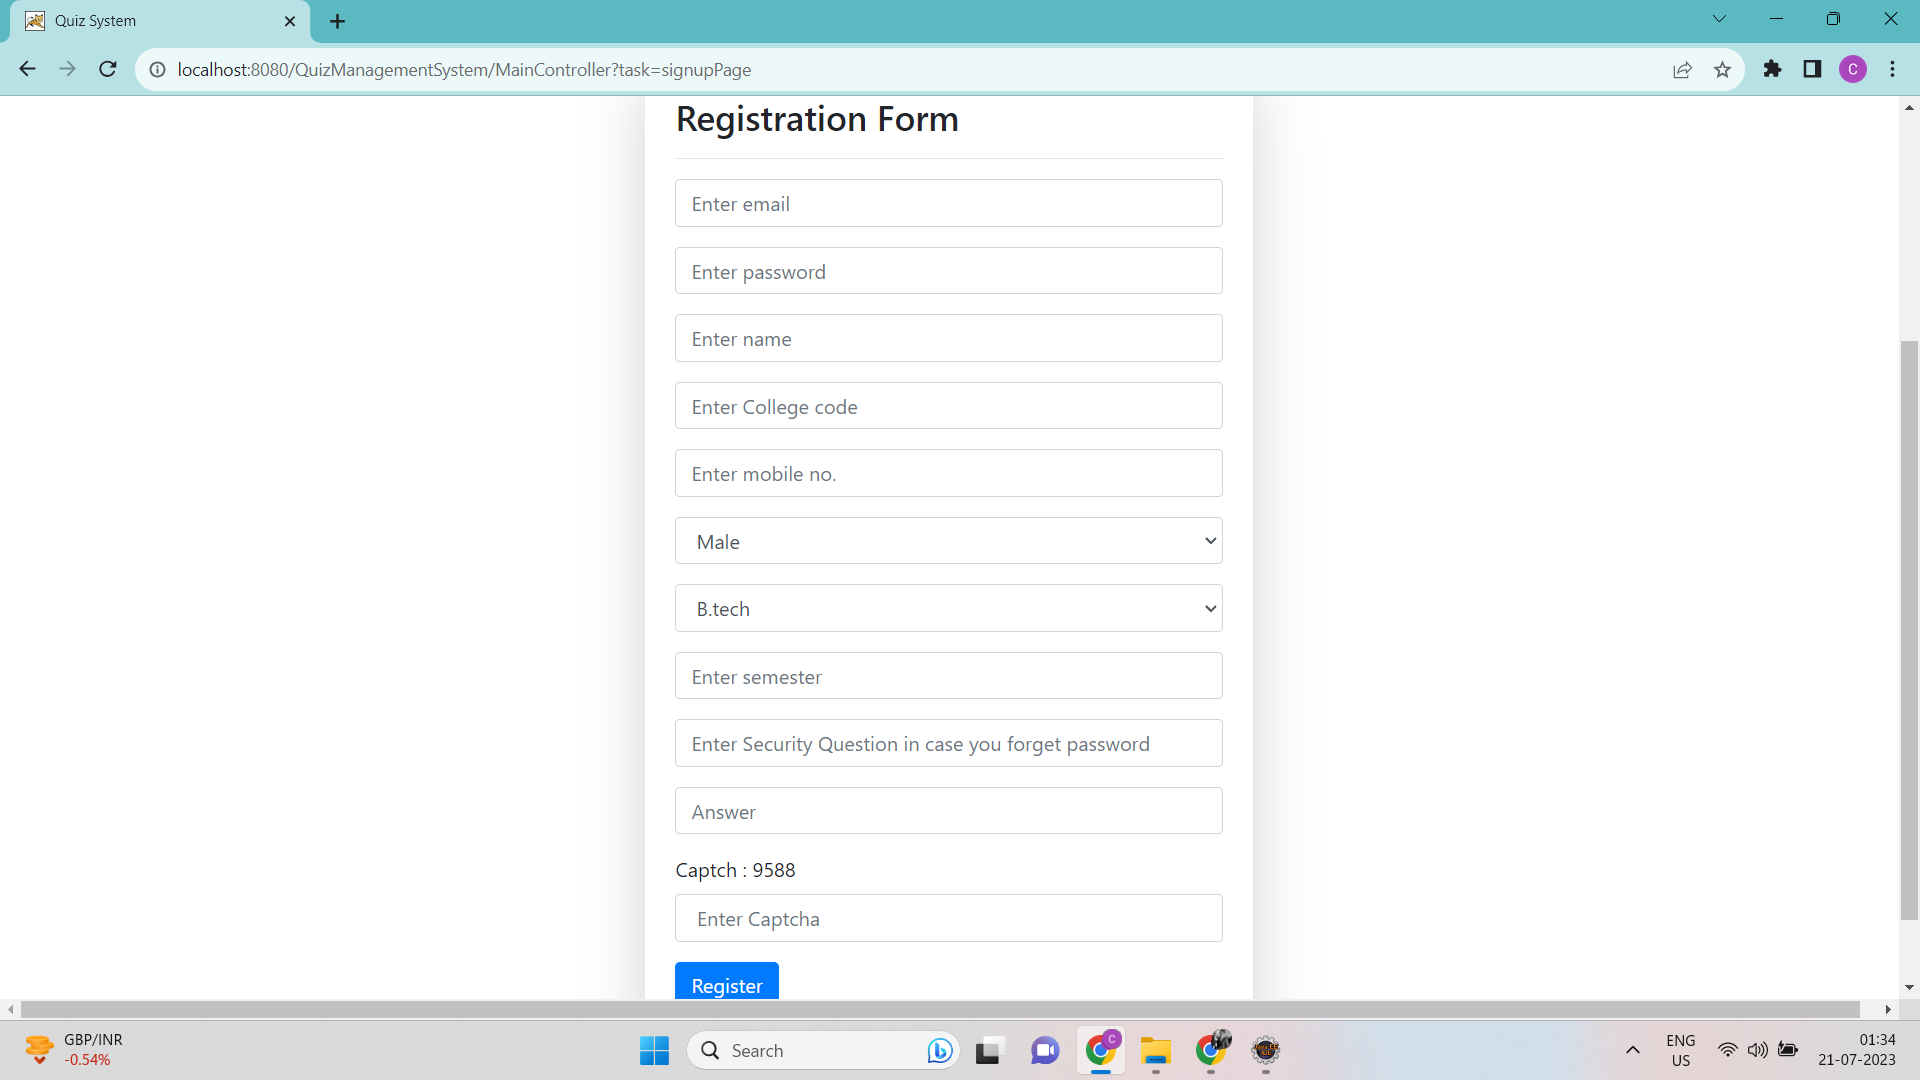 Quiz System
localhost:8080/QuizManagementSystem/MainController?task=signupPage
C
Registration Form
Enter email
Enter password
Enter name
Enter College code
Enter mobile no.
Male
B.tech
Enter semester
Enter Security Question in case you forget password
Answer
Captch : 9588
Enter Captcha
Register
GBP/INR
-0.54%
Search
C
ENG
US
01:34
21-07-2023